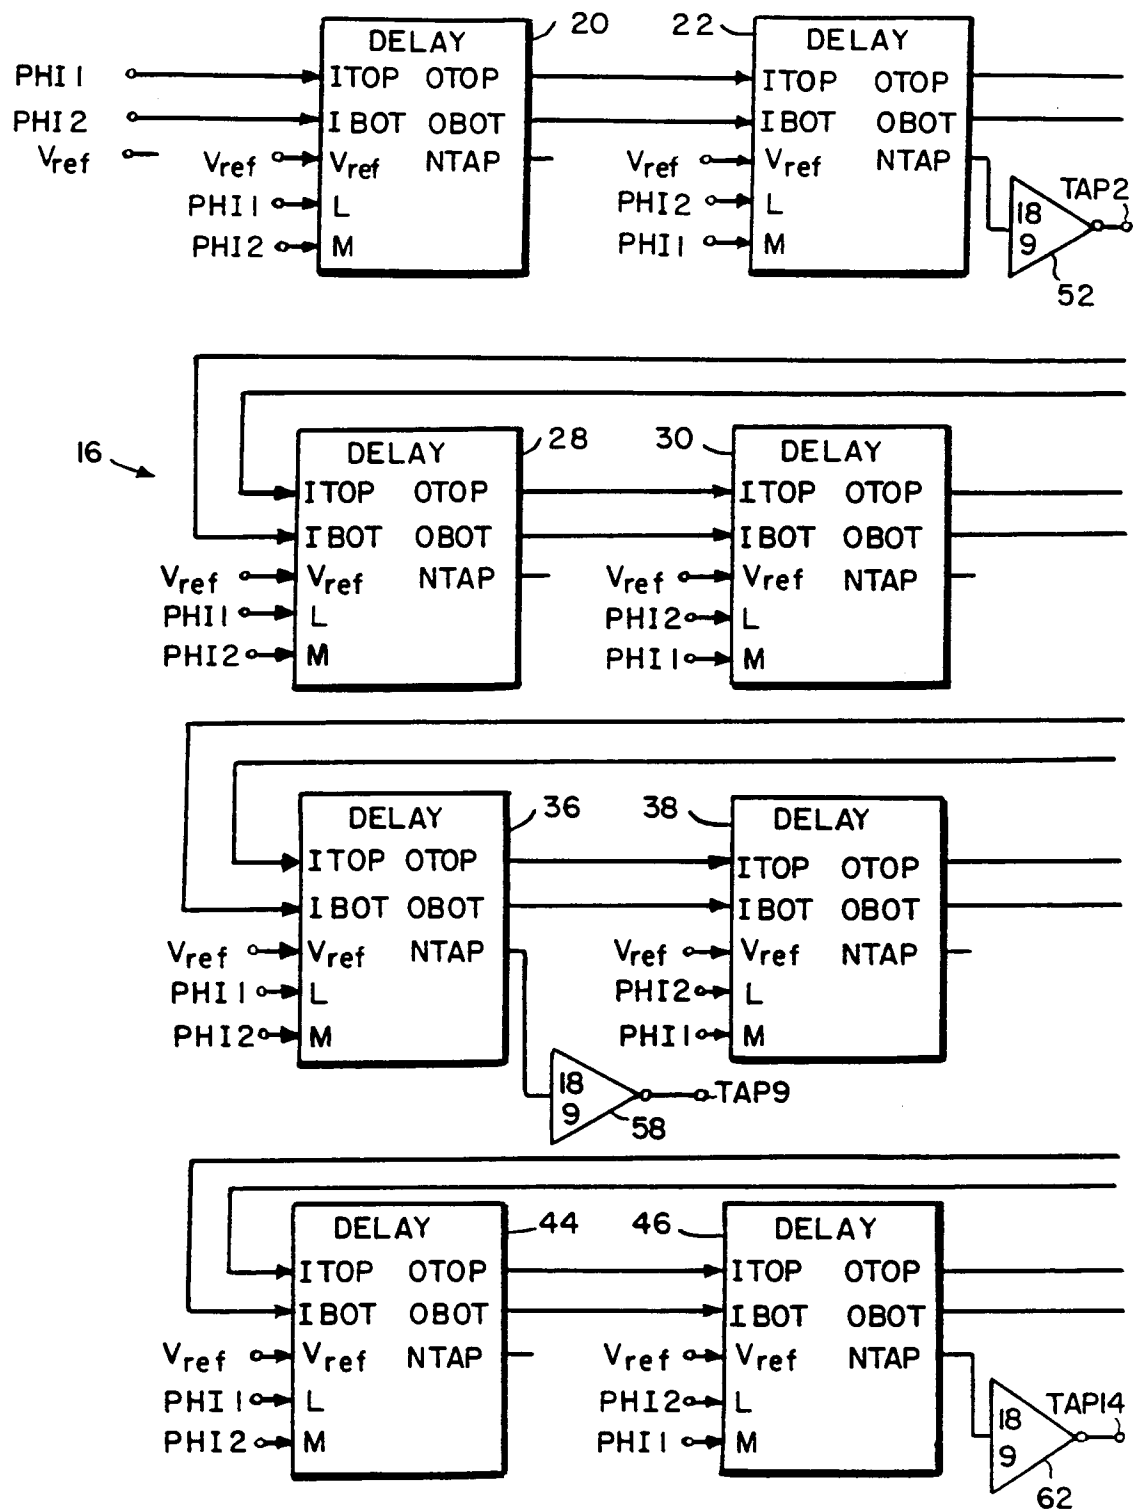 DELAY 20 22 DELAY
PHI1 ITOP OTOP ITOP OTOP
PHI2 IBOT OBOT IBOT OBOT
Vref Vref Vref NTAP Vref Vref NTAP TAP2
PHI1 L PHI2 L 18
PHI2 M PHI1 M 9
52
16 DELAY 28 30 DELAY
ITOP OTOP ITOP OTOP
IBOT OBOT IBOT OBOT
Vref Vref NTAP Vref Vref NTAP
PHI1 L PHI2 L
PHI2 M PHI1 M
DELAY 36 38 DELAY
ITOP OTOP ITOP OTOP
IBOT OBOT IBOT OBOT
Vref Vref NTAP Vref Vref NTAP
PHI1 L PHI2 L
PHI2 M PHI1 M
18 TAP9
9 58
DELAY 44 46 DELAY
ITOP OTOP ITOP OTOP
IBOT OBOT IBOT OBOT
Vref Vref NTAP Vref Vref NTAP
PHI1 L PHI2 L 18 TAP14
PHI2 M PHI1 M 9
62